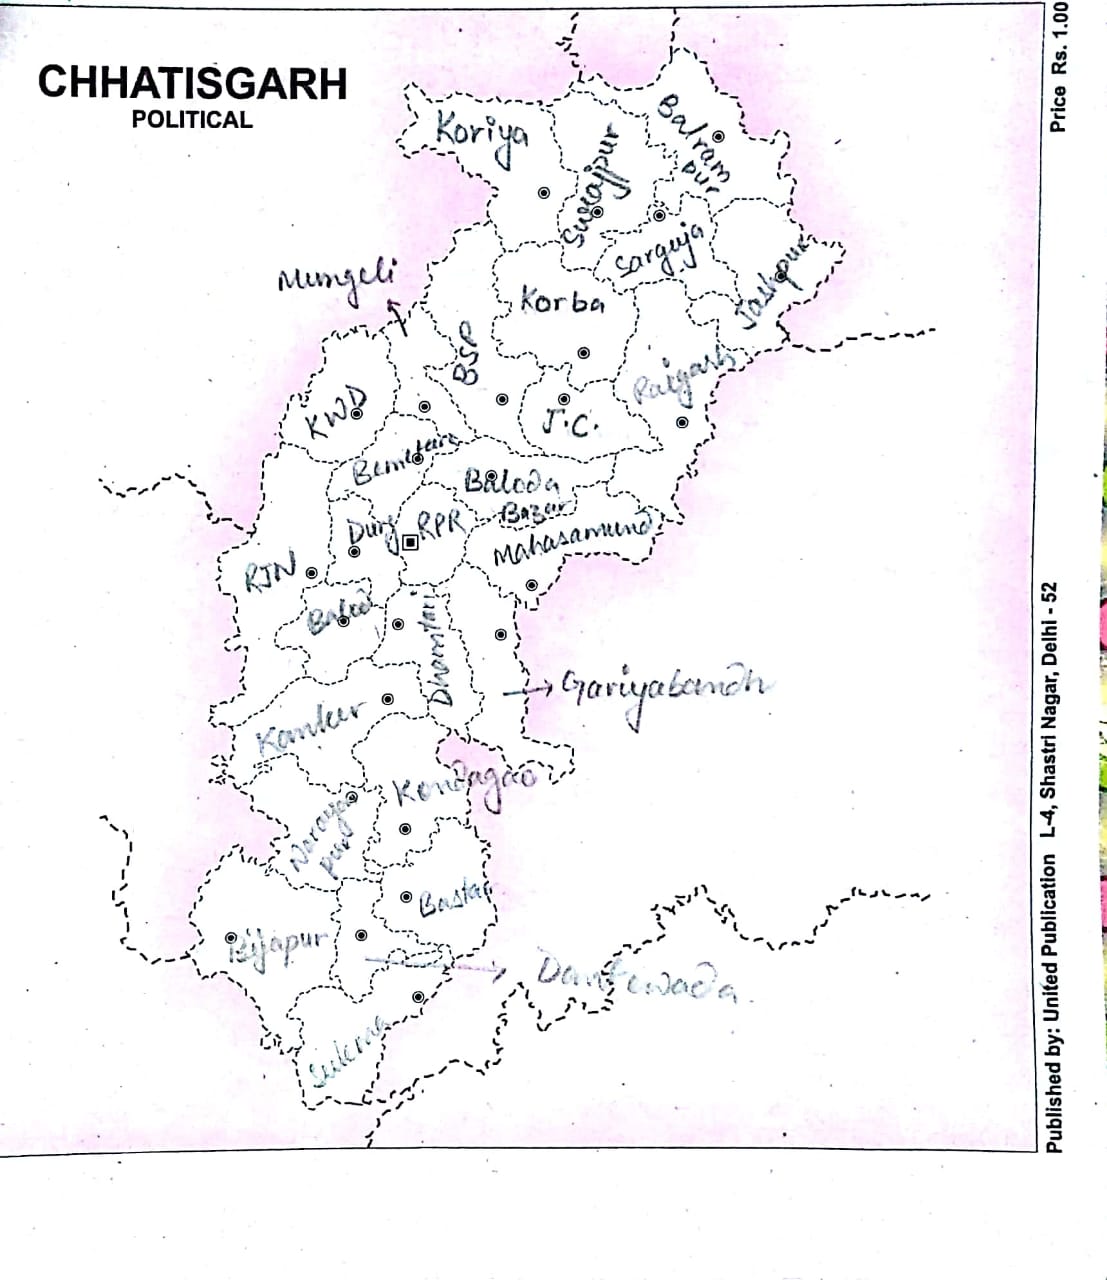 CHHATISGARH
POLITICAL
Price Rs. 1.00
Koriya
Surajpur
Balram
pur
Sarguja
Jashpur
Mungeli
Korba
BSP
Raigarh
KWD
J.C.
Bemetara
Baloda
Bazar
Durg
RPR
Mahasamund
RJN
Balod
Dhamtari
Gariyabandh
Kanker
Kondagao
Narayan
pur
Bastar
Bijapur
Dantewada.
Sukma
Published by: United Publication L-4, Shastri Nagar, Delhi - 52